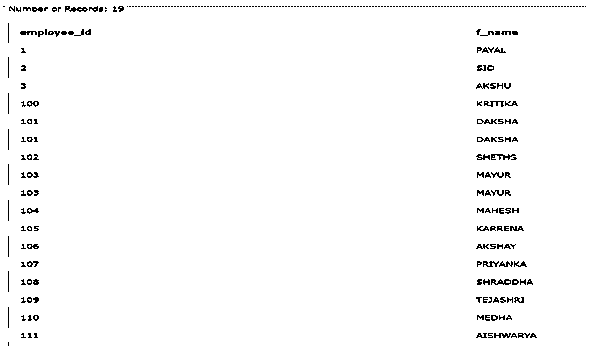 Number of Records: 19
employee_id f_name
1 PAYAL
2 SID
3 AKSHU
100 KRITIKA
101 DAKSHA
101 DAKSHA
102 SHETHS
103 MAYUR
103 MAYUR
104 MAHESH
105 KARRENA
106 AKSHAY
107 PRIYANKA
108 SHRADDHA
109 TEJASHRI
110 MEDHA
111 AISHWARYA